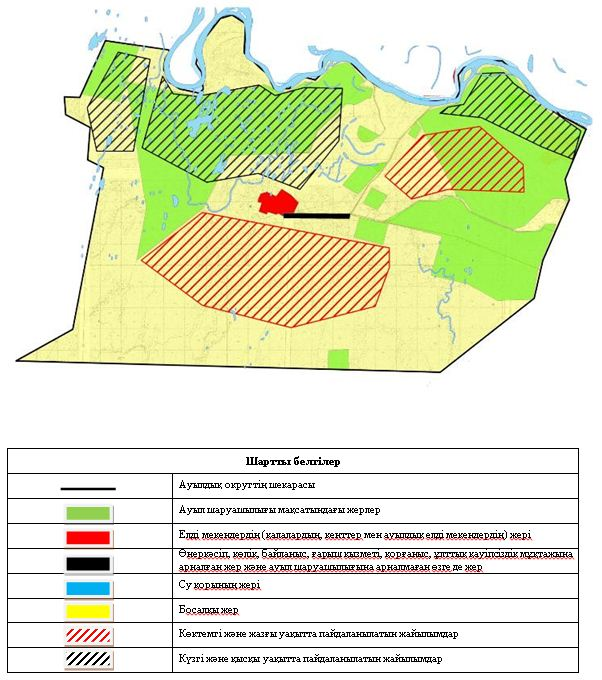 Шартты белгілер
Ауылдық округтің шекарасы
Ауыл шаруашылығы мақсатындағы жерлер
Елді мекендердің (қалалардың, кенттер мен ауылдық елді мекендердің) жері
Өнеркәсіп, көлік, байланыс, ғарыш қызметі, қорғаныс, ұлттық қауіпсіздік мұқтажына
арналған жер және ауыл шаруашылығына арналмаған өзге де жер
Су қорының жері
Босалқы жер
Көктемгі және жазғы уақытта пайдаланылатын жайылымдар
Күзгі және қысқы уақытта пайдаланылатын жайылымдар